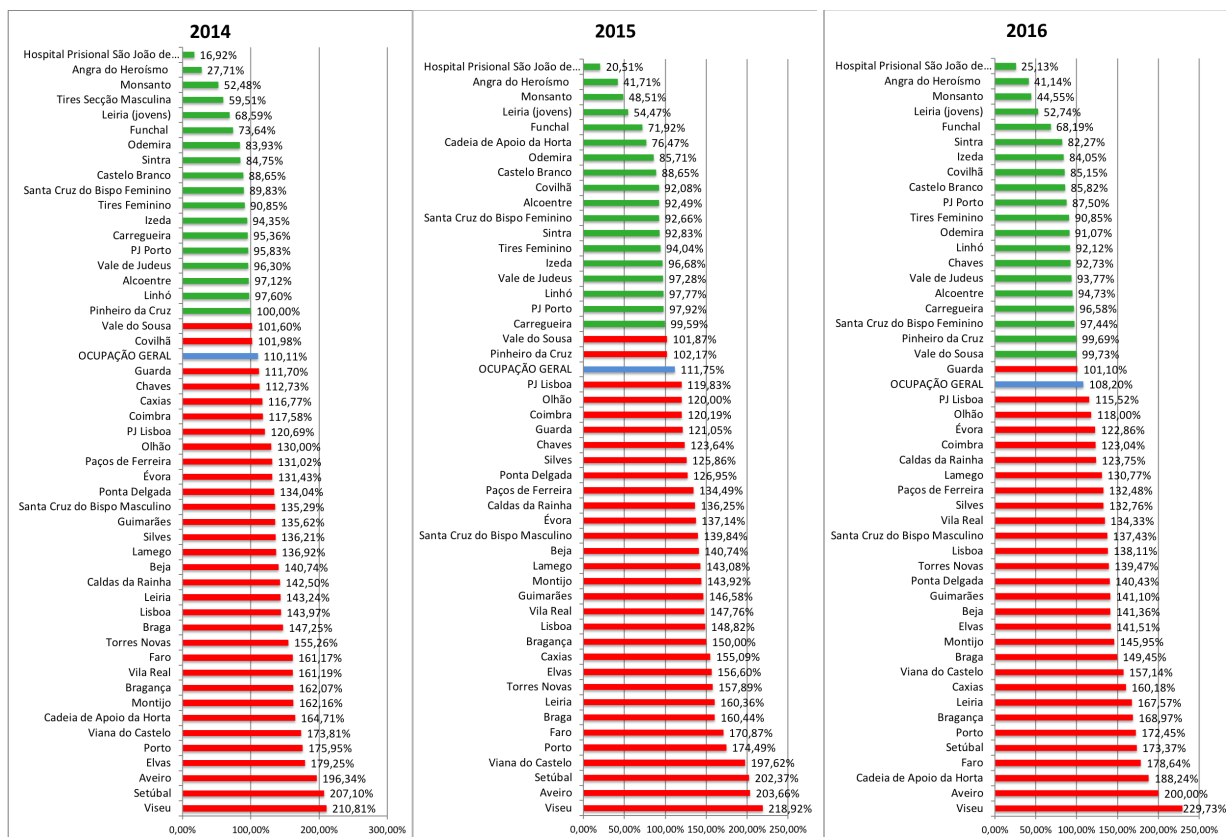 2014
Hospital Prisional São João de... 16,92%
Angra do Heroísmo 27,71%
Monsanto 52,48%
Tires Secção Masculina 59,51%
Leiria (jovens) 68,59%
Funchal 73,64%
Odemira 83,93%
Sintra 84,75%
Castelo Branco 88,65%
Santa Cruz do Bispo Feminino 89,83%
Tires Feminino 90,85%
Izeda 94,35%
Carregueira 95,36%
PJ Porto 95,83%
Vale de Judeus 96,30%
Alcoentre 97,12%
Linhó 97,60%
Pinheiro da Cruz 100,00%
Vale do Sousa 101,60%
Covilhã 101,98%
OCUPAÇÃO GERAL 110,11%
Guarda 111,70%
Chaves 112,73%
Caxias 116,77%
Coimbra 117,58%
PJ Lisboa 120,69%
Olhão 130,00%
Paços de Ferreira 131,02%
Évora 131,43%
Ponta Delgada 134,04%
Santa Cruz do Bispo Masculino 135,29%
Guimarães 135,62%
Silves 136,21%
Lamego 136,92%
Beja 140,74%
Caldas da Rainha 142,50%
Leiria 143,24%
Lisboa 143,97%
Braga 147,25%
Torres Novas 155,26%
Faro 161,17%
Vila Real 161,19%
Bragança 162,07%
Montijo 162,16%
Cadeia de Apoio da Horta 164,71%
Viana do Castelo 173,81%
Porto 175,95%
Elvas 179,25%
Aveiro 196,34%
Setúbal 207,10%
Viseu 210,81%
0,00% 100,00% 200,00% 300,00%
2015
Hospital Prisional São João de... 20,51%
Angra do Heroísmo 41,71%
Monsanto 48,51%
Leiria (jovens) 54,47%
Funchal 71,92%
Cadeia de Apoio da Horta 76,47%
Odemira 85,71%
Castelo Branco 88,65%
Covilhã 92,08%
Alcoentre 92,49%
Santa Cruz do Bispo Feminino 92,66%
Sintra 92,83%
Tires Feminino 94,04%
Izeda 96,68%
Vale de Judeus 97,28%
Linhó 97,77%
PJ Porto 97,92%
Carregueira 99,59%
Vale do Sousa 101,87%
Pinheiro da Cruz 102,17%
OCUPAÇÃO GERAL 111,75%
PJ Lisboa 119,83%
Olhão 120,00%
Coimbra 120,19%
Guarda 121,05%
Chaves 123,64%
Silves 125,86%
Ponta Delgada 126,95%
Paços de Ferreira 134,49%
Caldas da Rainha 136,25%
Évora 137,14%
Santa Cruz do Bispo Masculino 139,84%
Beja 140,74%
Lamego 143,08%
Montijo 143,92%
Guimarães 146,58%
Vila Real 147,76%
Lisboa 148,82%
Bragança 150,00%
Caxias 155,09%
Elvas 156,60%
Torres Novas 157,89%
Leiria 160,36%
Braga 160,44%
Faro 170,87%
Porto 174,49%
Viana do Castelo 197,62%
Setúbal 202,37%
Aveiro 203,66%
Viseu 218,92%
0,00% 50,00% 100,00% 150,00% 200,00% 250,00%
2016
Hospital Prisional São João de... 25,13%
Angra do Heroísmo 41,14%
Monsanto 44,55%
Leiria (jovens) 52,74%
Funchal 68,19%
Sintra 82,27%
Izeda 84,05%
Covilhã 85,15%
Castelo Branco 85,82%
PJ Porto 87,50%
Tires Feminino 90,85%
Odemira 91,07%
Linhó 92,12%
Chaves 92,73%
Vale de Judeus 93,77%
Alcoentre 94,73%
Carregueira 96,58%
Santa Cruz do Bispo Feminino 97,44%
Pinheiro da Cruz 99,69%
Vale do Sousa 99,73%
Guarda 101,10%
OCUPAÇÃO GERAL 108,20%
PJ Lisboa 115,52%
Olhão 118,00%
Évora 122,86%
Coimbra 123,04%
Caldas da Rainha 123,75%
Lamego 130,77%
Paços de Ferreira 132,48%
Silves 132,76%
Vila Real 134,33%
Santa Cruz do Bispo Masculino 137,43%
Lisboa 138,11%
Torres Novas 139,47%
Ponta Delgada 140,43%
Guimarães 141,10%
Beja 141,36%
Elvas 141,51%
Montijo 145,95%
Braga 149,45%
Viana do Castelo 157,14%
Caxias 160,18%
Leiria 167,57%
Bragança 168,97%
Porto 172,45%
Setúbal 173,37%
Faro 178,64%
Cadeia de Apoio da Horta 188,24%
Aveiro 200,00%
Viseu 229,73%
0,00% 50,00% 100,00% 150,00% 200,00% 250,00%